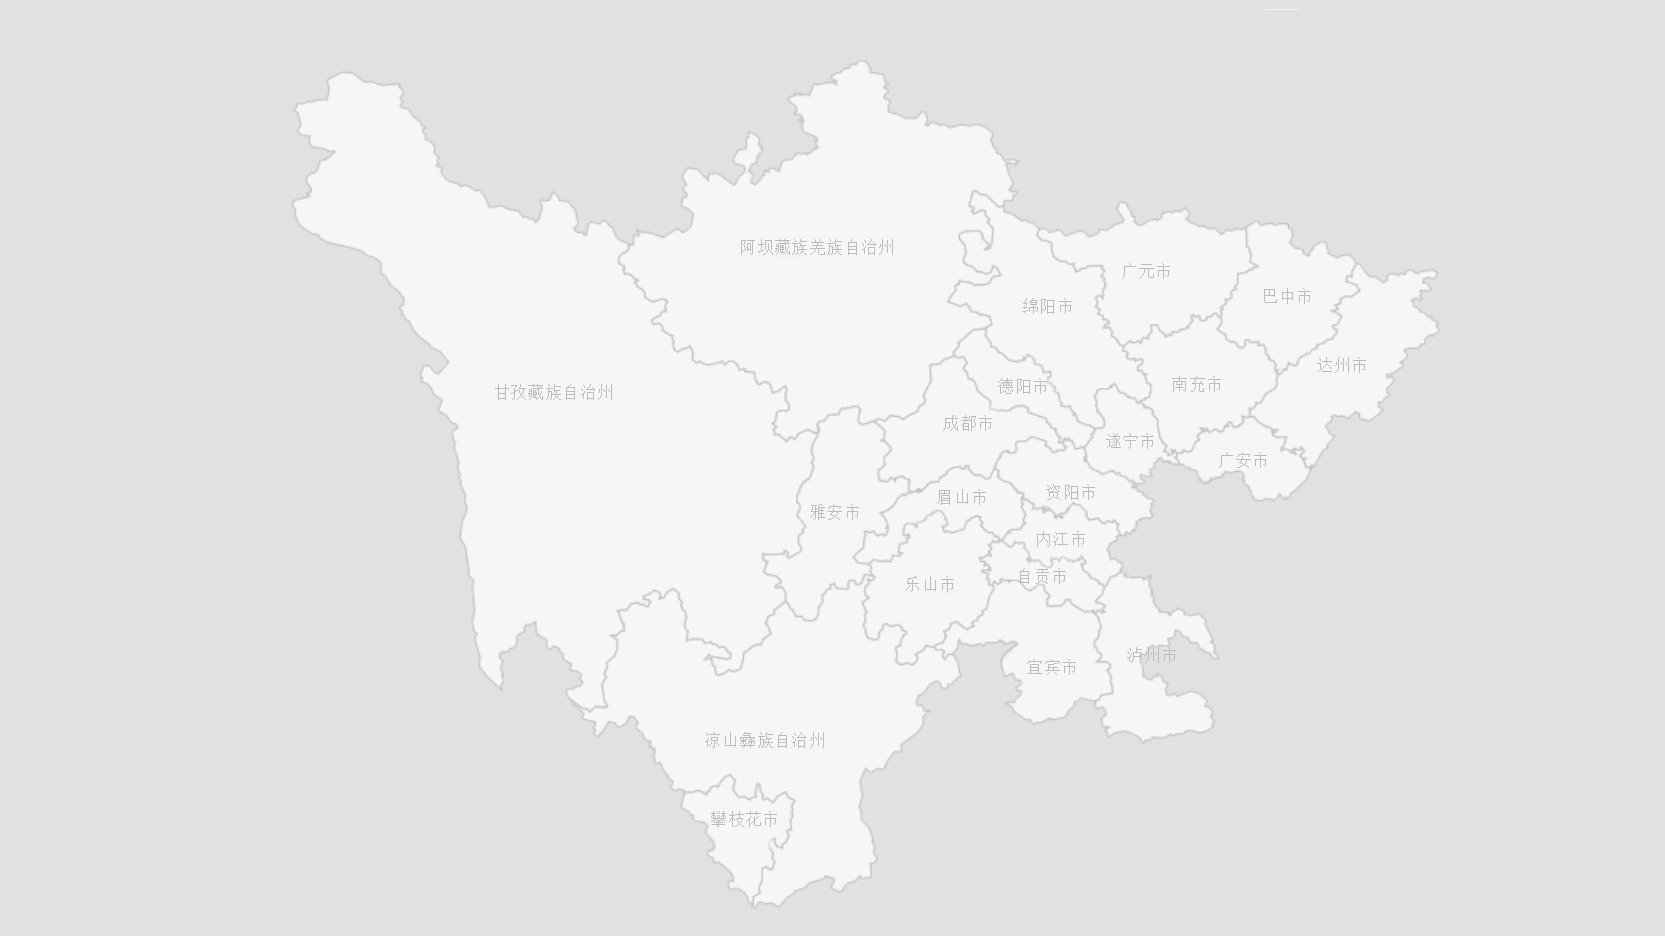 阿坝藏族羌族自治州
广元市
巴中市
绵阳市
达州市
南充市
德阳市
甘孜藏族自治州
成都市
遂宁市
广安市
资阳市
眉山市
雅安市
内江市
自贡市
乐山市
泸州市
宜宾市
凉山彝族自治州
攀枝花市